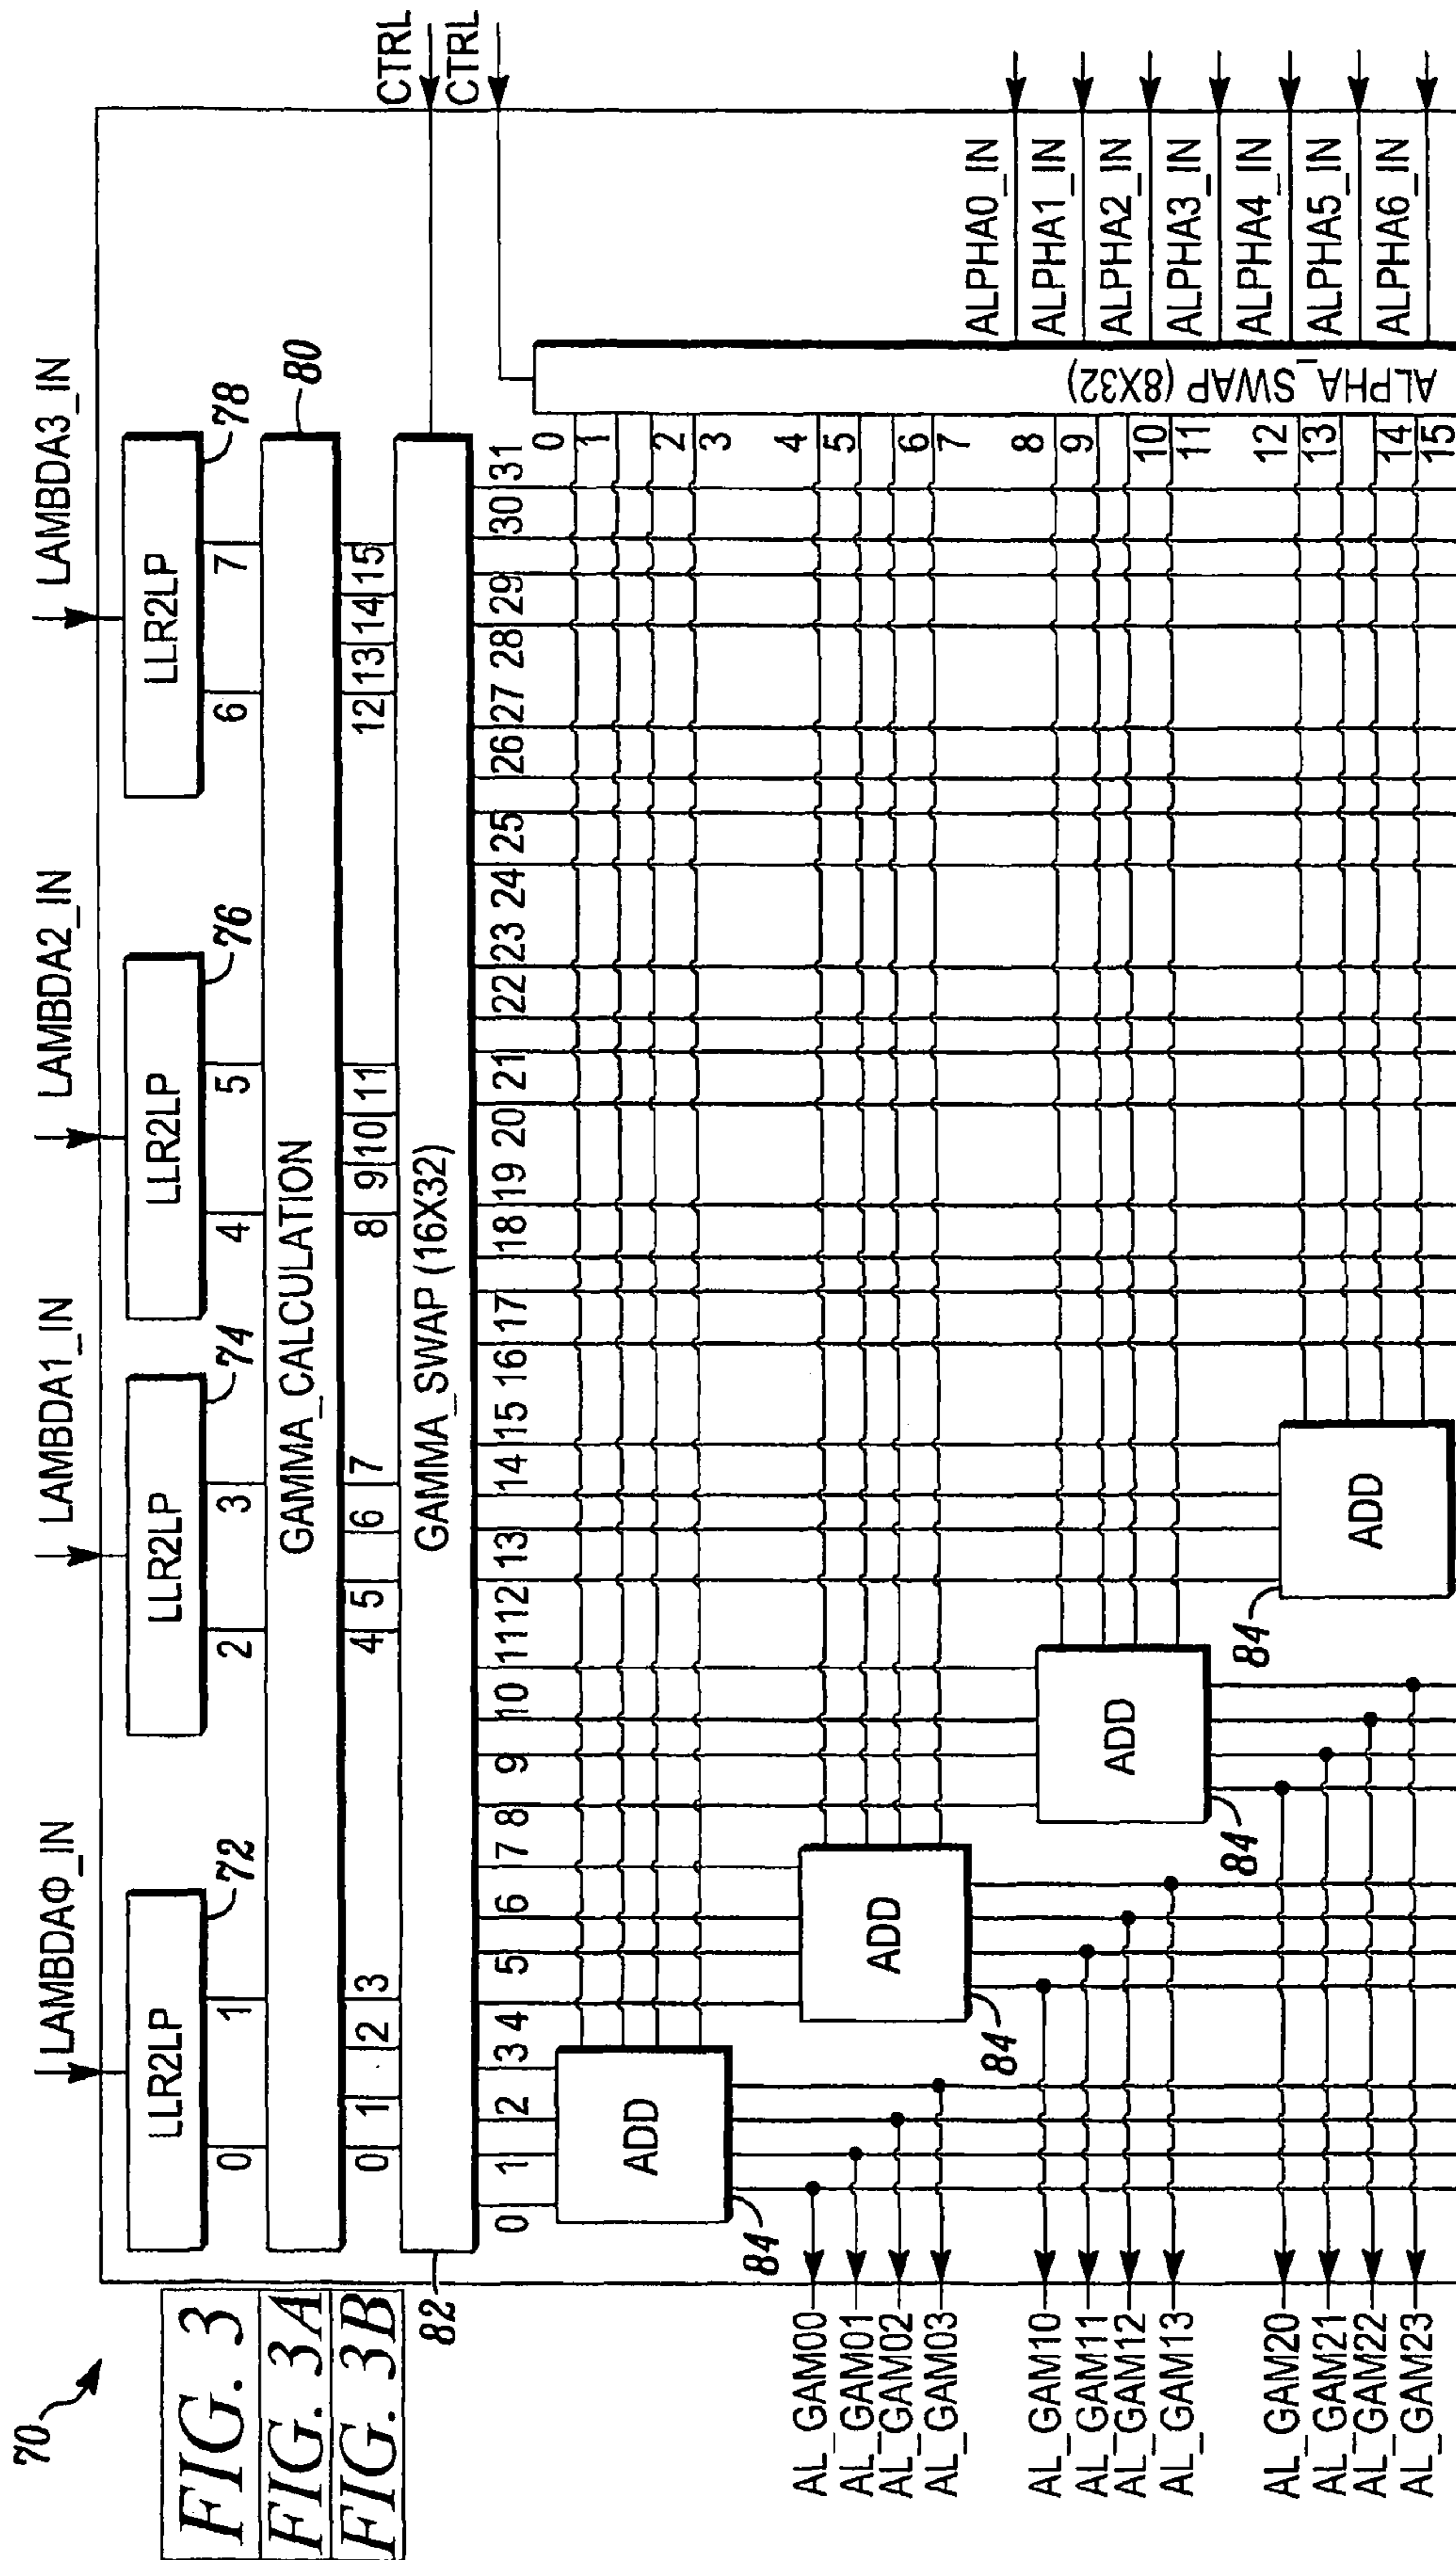 70
FIG. 3
FIG. 3A
FIG. 3B
LAMBDAΦ_IN
LAMBDA1_IN
LAMBDA2_IN
LAMBDA3_IN
LLR2LP
72
LLR2LP
74
LLR2LP
76
LLR2LP
78
0 1 2 3 4 5 6 7
GAMMA_CALCULATION
80
0 1 2 3 4 5 6 7 8 9 10 11 12 13 14 15
GAMMA_SWAP (16X32)
82
CTRL
CTRL
0 1 2 3 4 5 6 7 8 9 10 11 12 13 14 15 16 17 18 19 20 21 22 23 24 25 26 27 28 29 30 31
0
1
2
3
4
5
6
7
8
9
10
11
12
13
14
15
ALPHA_SWAP (8X32)
ALPHA0_IN
ALPHA1_IN
ALPHA2_IN
ALPHA3_IN
ALPHA4_IN
ALPHA5_IN
ALPHA6_IN
ADD
84
ADD
84
ADD
84
ADD
84
AL_GAM00
AL_GAM01
AL_GAM02
AL_GAM03
AL_GAM10
AL_GAM11
AL_GAM12
AL_GAM13
AL_GAM20
AL_GAM21
AL_GAM22
AL_GAM23